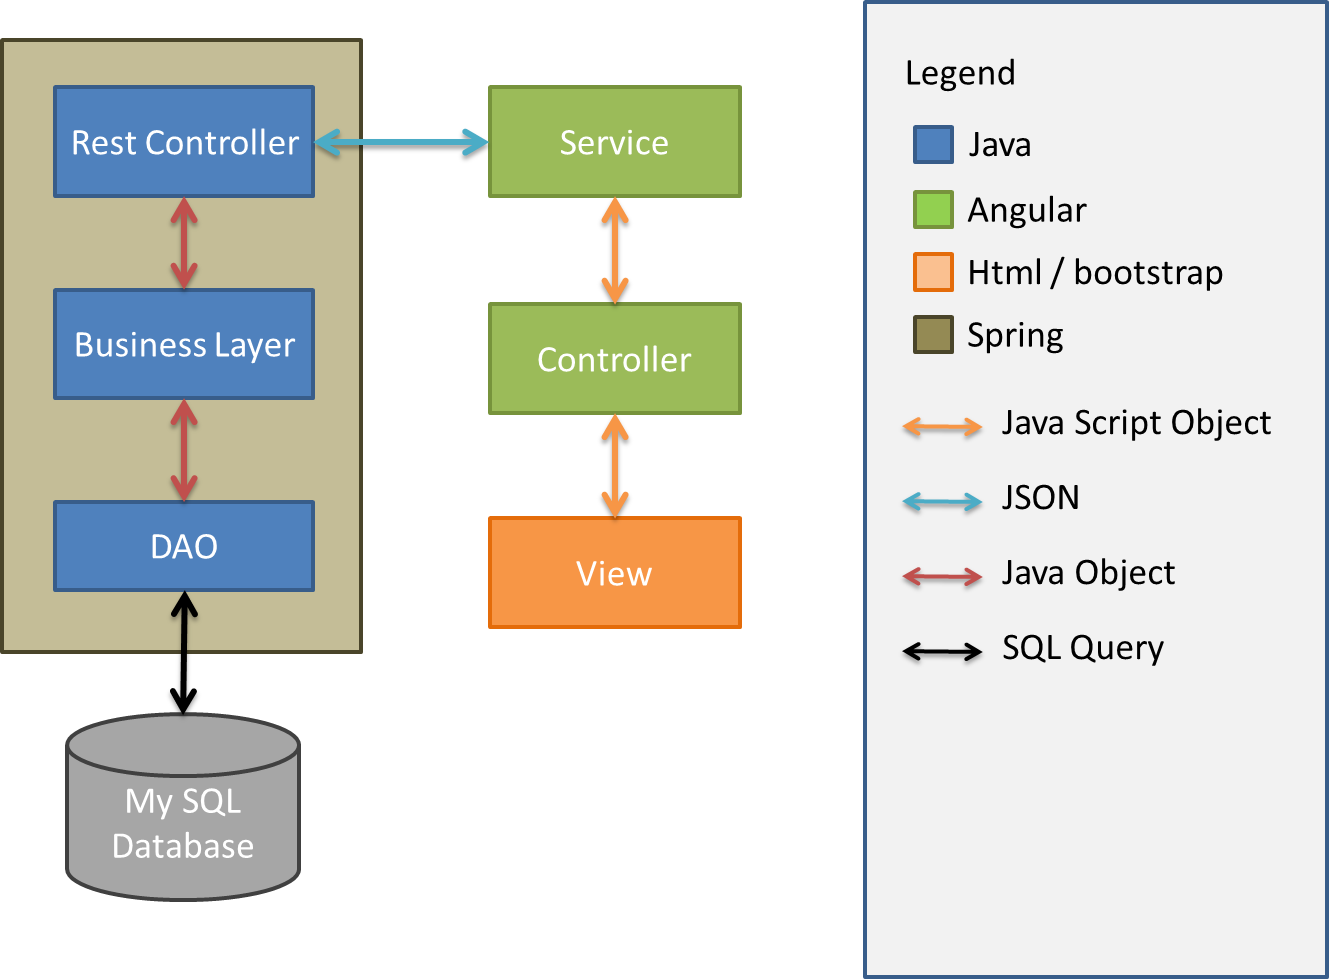 Rest Controller
Service
Business Layer
Controller
DAO
View
My SQL
Database
Legend
Java
Angular
Html / bootstrap
Spring
Java Script Object
JSON
Java Object
SQL Query